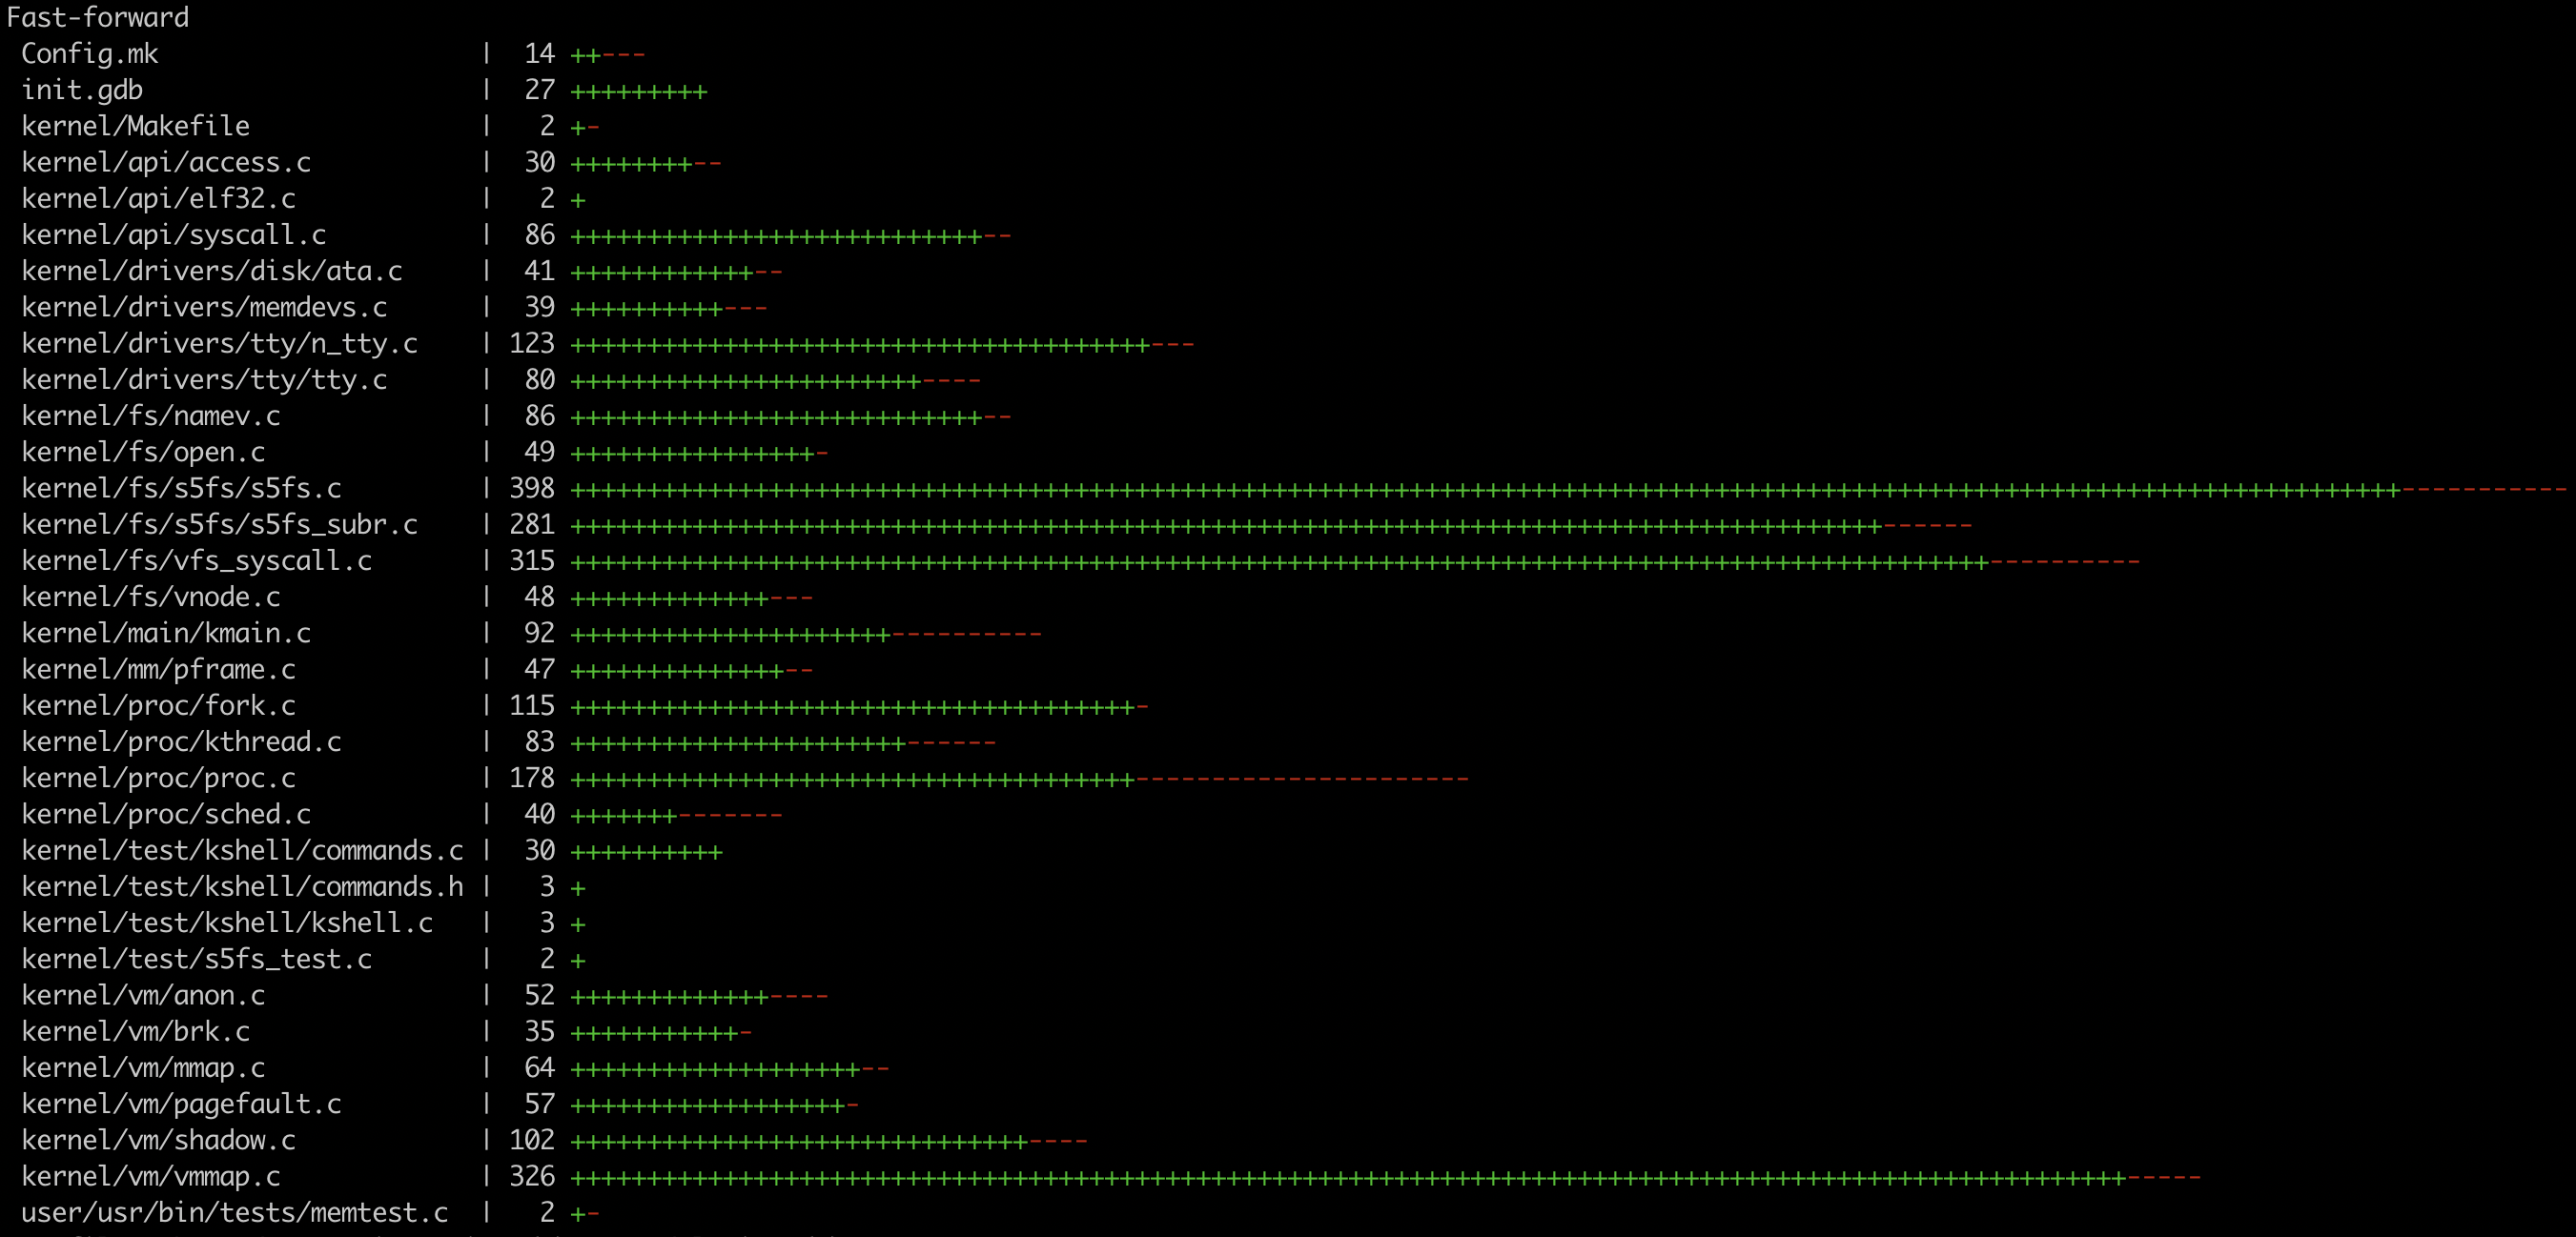 Fast-forward
Config.mk | 14 ++---
init.gdb | 27 +++++++++
kernel/Makefile | 2 +-
kernel/api/access.c | 30 ++++++++--
kernel/api/elf32.c | 2 +
kernel/api/syscall.c | 86 +++++++++++++++++++++++++++--
kernel/drivers/disk/ata.c | 41 ++++++++++++--
kernel/drivers/memdevs.c | 39 ++++++++++---
kernel/drivers/tty/n_tty.c | 123 ++++++++++++++++++++++++++++++++++++++---
kernel/drivers/tty/tty.c | 80 +++++++++++++++++++++++----
kernel/fs/namev.c | 86 +++++++++++++++++++++++++++--
kernel/fs/open.c | 49 ++++++++++++++++-
kernel/fs/s5fs/s5fs.c | 398 ++++++++++++++++++++++++++++++++++++++++++++++++++++++++++++++++++++++++++++++++++++++++++++++++++++++++++++++++++++++++-----------
kernel/fs/s5fs/s5fs_subr.c | 281 ++++++++++++++++++++++++++++++++++++++++++++++++++++++++++++++++++++++++++++++++++++++------
kernel/fs/vfs_syscall.c | 315 +++++++++++++++++++++++++++++++++++++++++++++++++++++++++++++++++++++++++++++++++++++++++++++----------
kernel/fs/vnode.c | 48 +++++++++++++---
kernel/main/kmain.c | 92 +++++++++++++++++++++----------
kernel/mm/pframe.c | 47 ++++++++++++++--
kernel/proc/fork.c | 115 +++++++++++++++++++++++++++++++++++++-
kernel/proc/kthread.c | 83 ++++++++++++++++++++++------
kernel/proc/proc.c | 178 +++++++++++++++++++++++++++++++++++++----------------------
kernel/proc/sched.c | 40 +++++++-------
kernel/test/kshell/commands.c | 30 ++++++++++
kernel/test/kshell/commands.h | 3 +
kernel/test/kshell/kshell.c | 3 +
kernel/test/s5fs_test.c | 2 +
kernel/vm/anon.c | 52 +++++++++++++----
kernel/vm/brk.c | 35 +++++++++++-
kernel/vm/mmap.c | 64 +++++++++++++++++++--
kernel/vm/pagefault.c | 57 ++++++++++++++++++-
kernel/vm/shadow.c | 102 ++++++++++++++++++++++++++++++----
kernel/vm/vmmap.c | 326 ++++++++++++++++++++++++++++++++++++++++++++++++++++++++++++++++++++++++++++++++++++++++++++++++++++++-----
user/usr/bin/tests/memtest.c | 2 +-